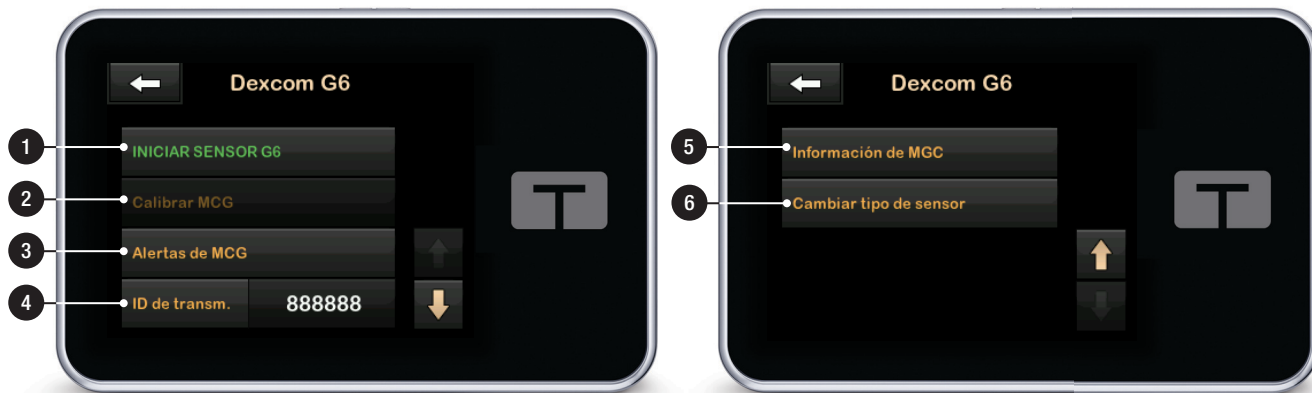 Dexcom G6
1
INICIAR SENSOR G6
2
Calibrar MCG
3
Alertas de MCG
4
ID de transm.
888888
Dexcom G6
5
Información de MGC
6
Cambiar tipo de sensor